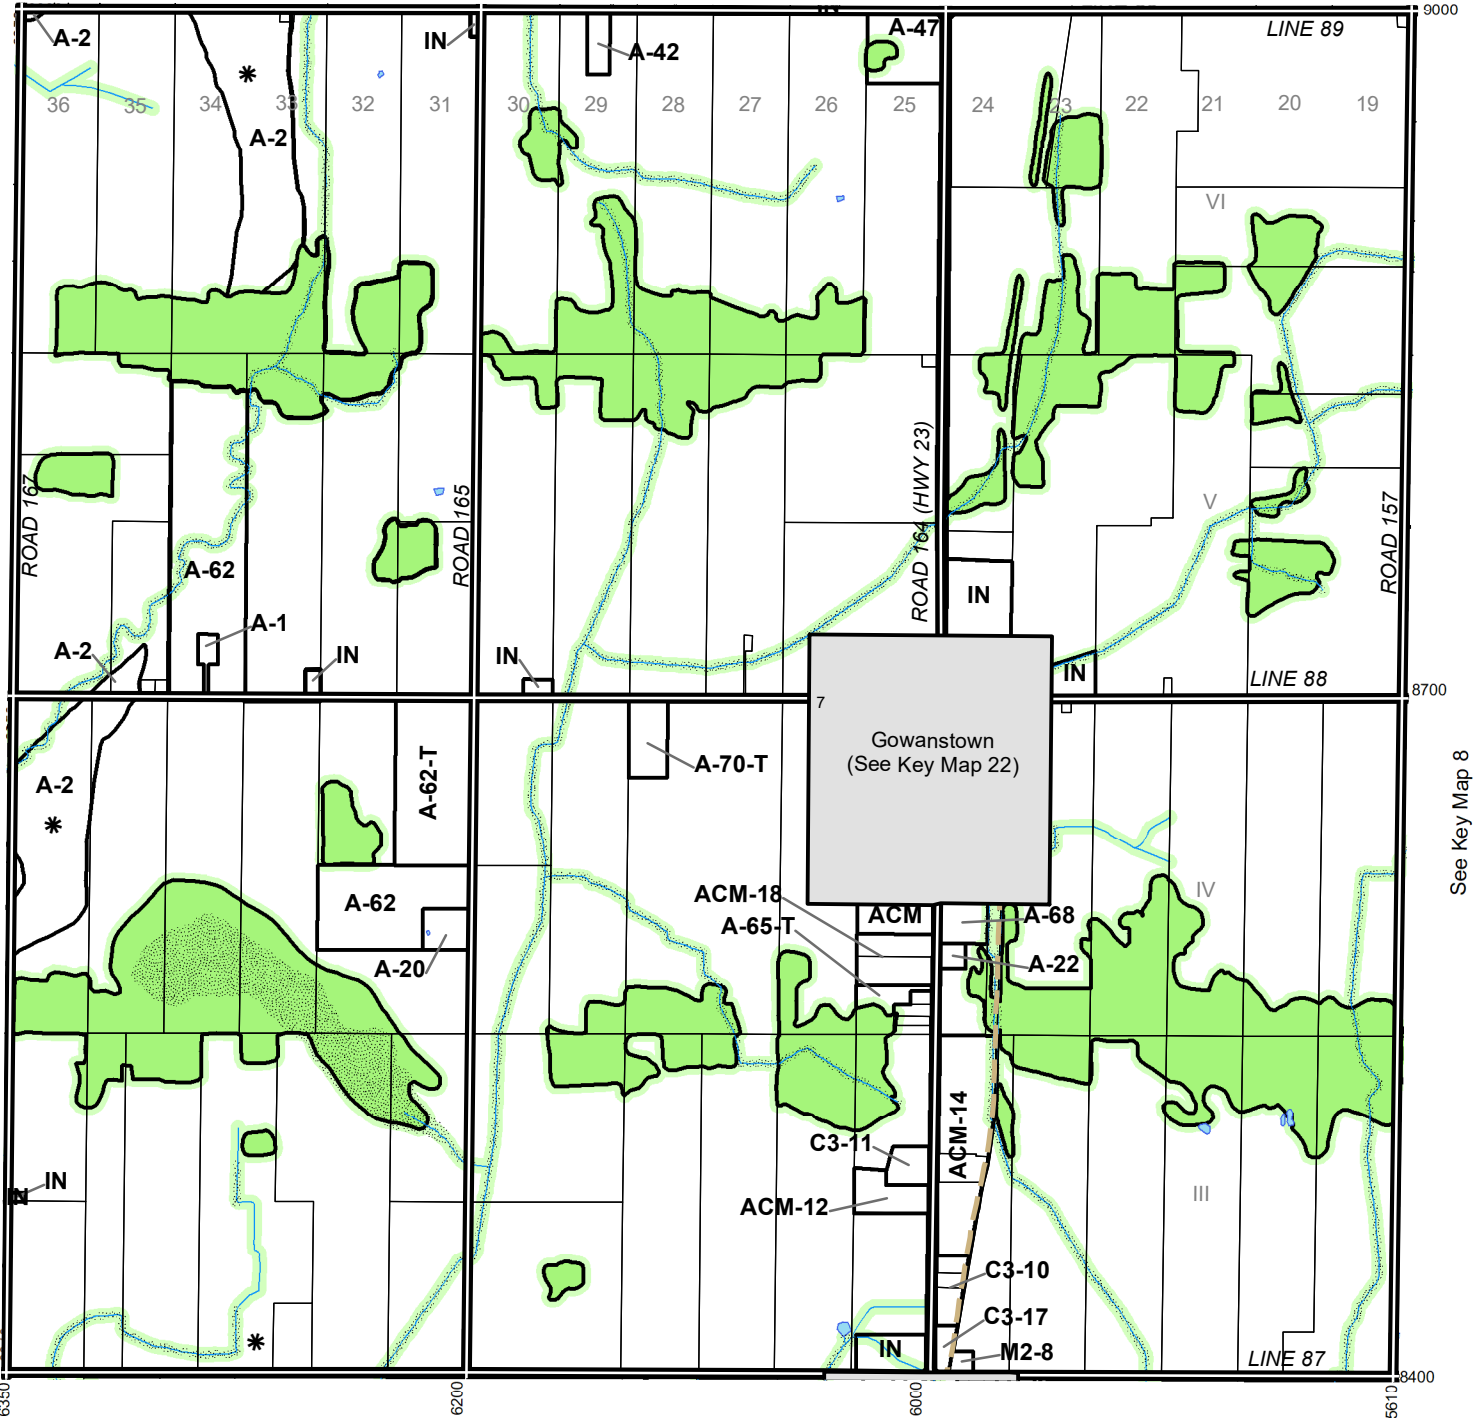 9000
A-2
IN
A-42
A-47
LINE 89
36 35 34 33 32 31 30 29 28 27 26 25 24 23 22 21 20 19
*
A-2
VI
ROAD 167
ROAD 165
ROAD 164 (HWY 23)
V
ROAD 157
A-62
IN
A-1
A-2
IN
IN
IN
LINE 88
8700
7
Gowanstown
(See Key Map 22)
A-62-T
A-70-T
A-2
*
See Key Map 8
ACM-18
ACM
A-62
IV
A-68
A-65-T
A-20
A-22
ACM-14
C3-11
IN
IN
III
ACM-12
C3-10
C3-17
*
IN
M2-8
LINE 87
8400
6350
6200
6000
5610